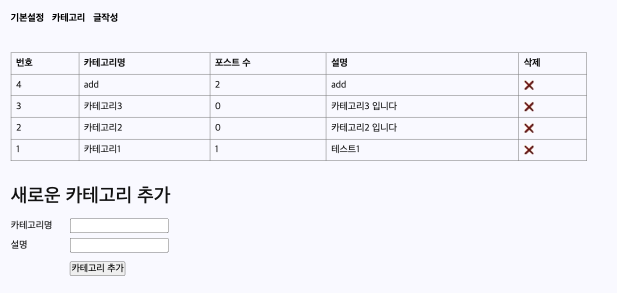 기본설정 카테고리 글작성
번호 카테고리명 포스트 수 설명 삭제
4 add 2 add
3 카테고리3 0 카테고리3 입니다
2 카테고리2 0 카테고리2 입니다
1 카테고리1 1 테스트1
새로운 카테고리 추가
카테고리명
설명
카테고리 추가